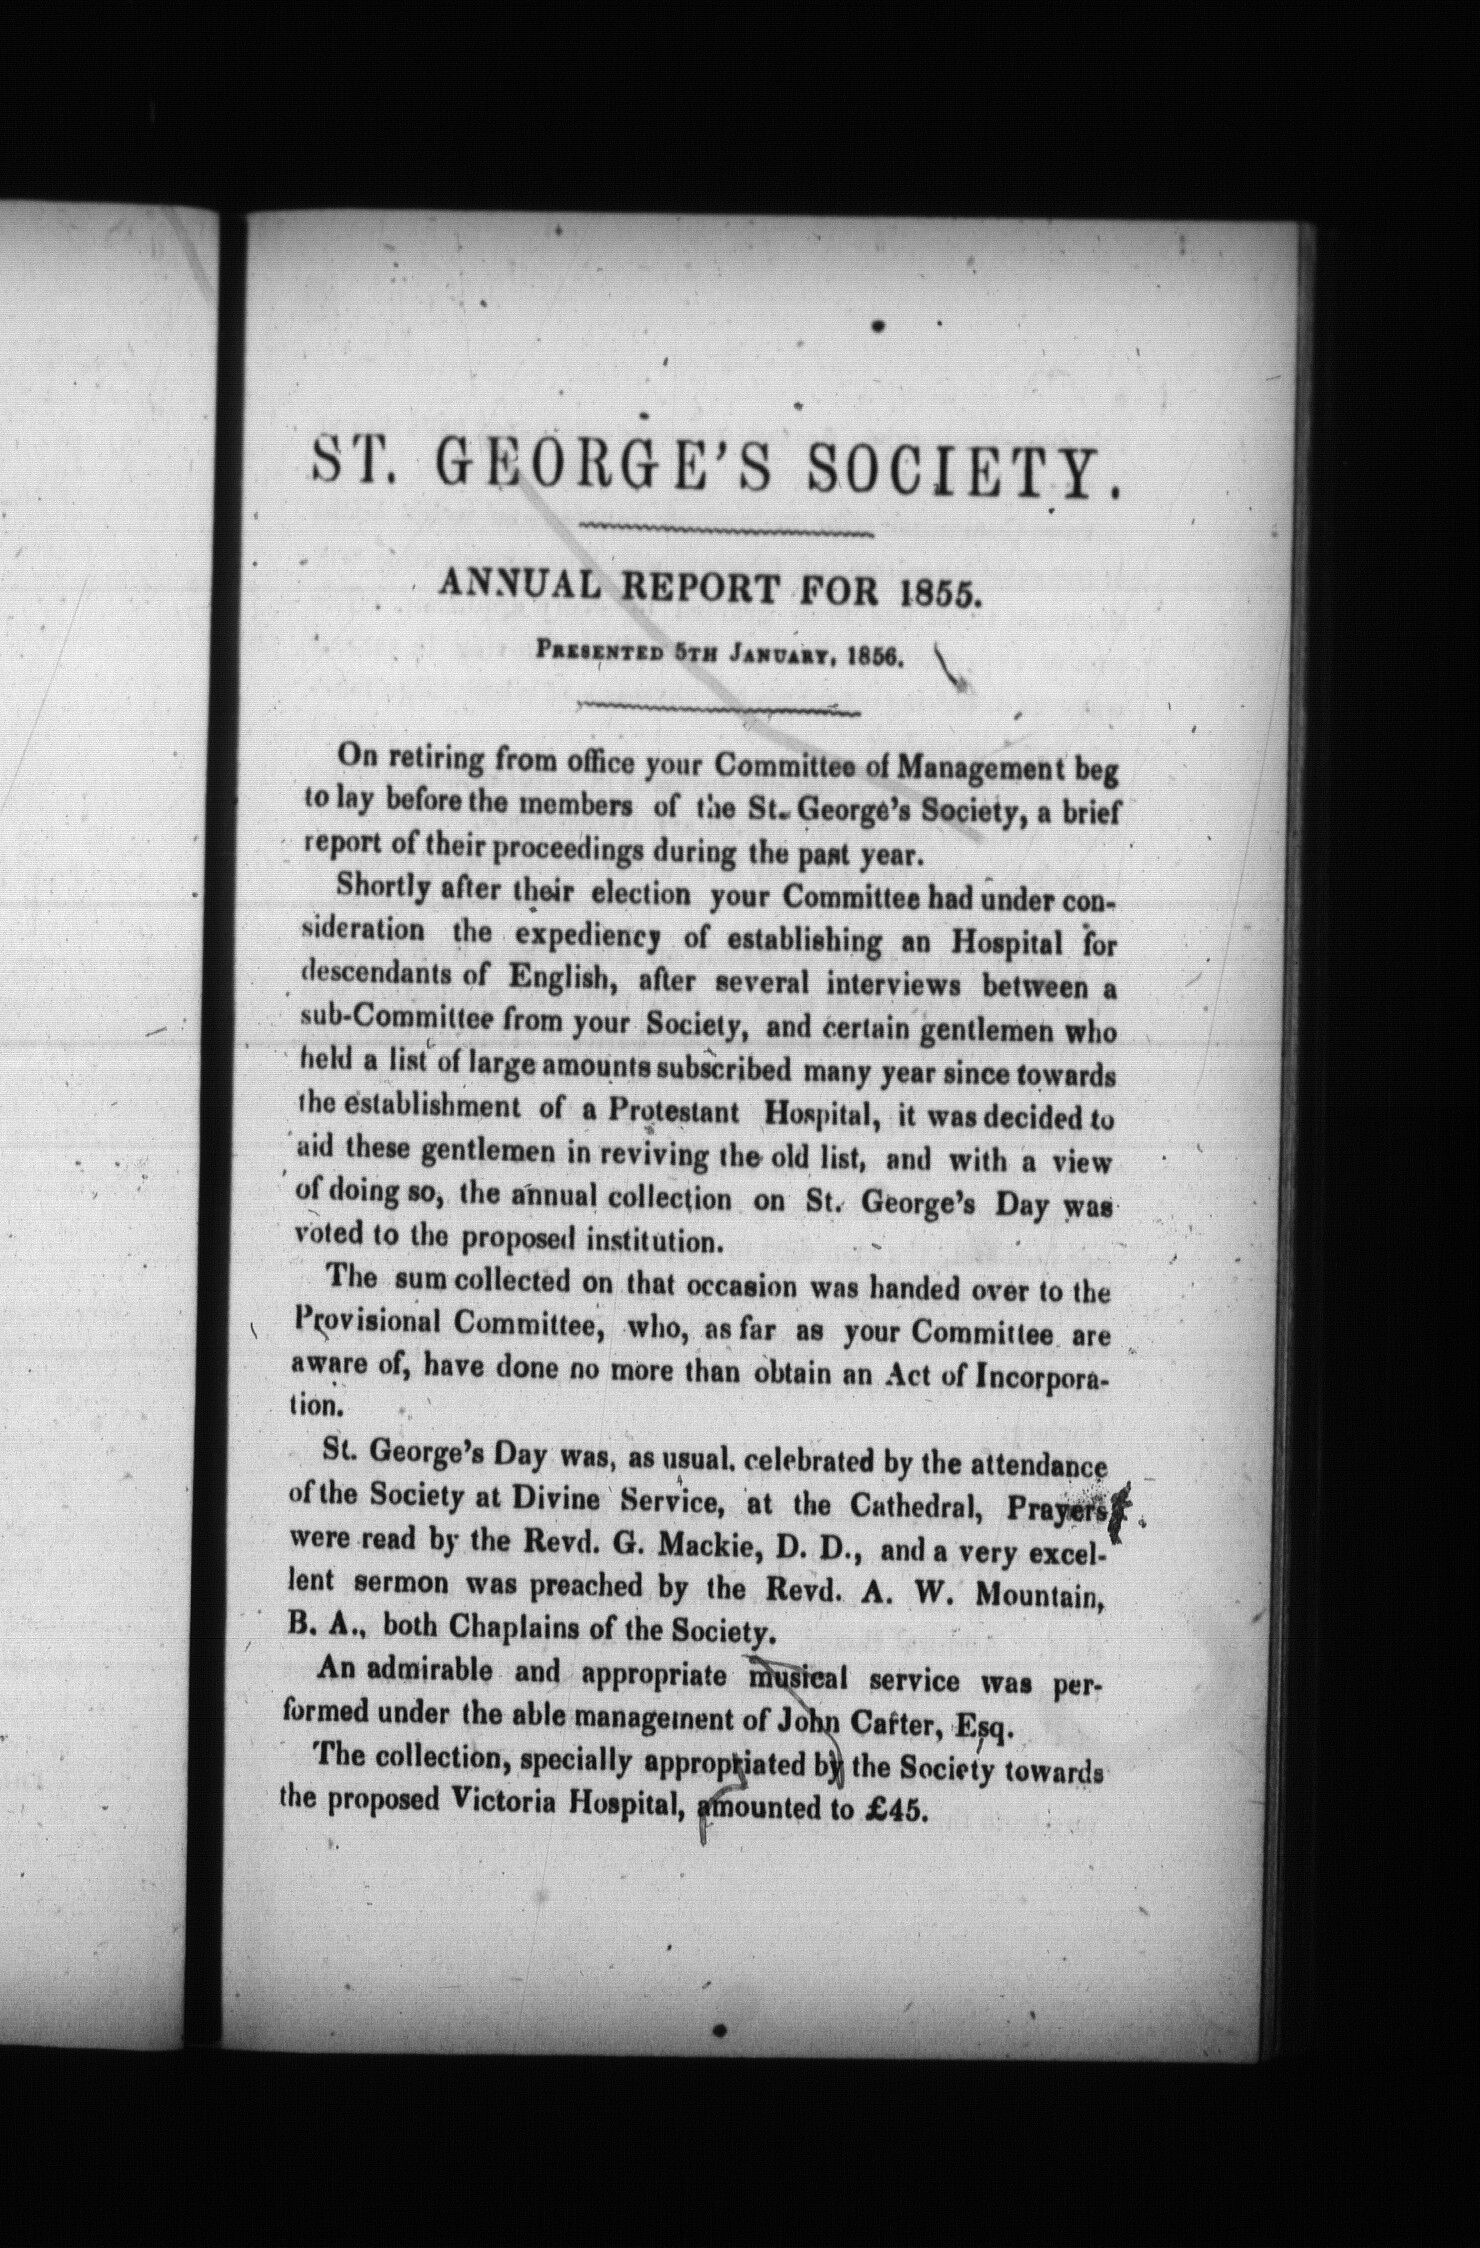 ST. GEORGE'S SOCIETY.
ANNUAL REPORT FOR 1855.
PRESENTED 5TH JANUARY, 1856.
On retiring from office your Committee of Management beg
to lay before the members of the St. George's Society, a brief
report of their proceedings during the past year.
Shortly after their election your Committee had under con-
sideration the expediency of establishing an Hospital for
descendants of English, after several interviews between a
sub-Committee from your Society, and certain gentlemen who
held a list of large amounts subscribed many year since towards
the establishment of a Protestant Hospital, it was decided to
aid these gentlemen in reviving the old list, and with a view
of doing so, the annual collection on St. George's Day was
voted to the proposed institution.
The sum collected on that occasion was handed over to the
Provisional Committee, who, as far as your Committee are
aware of, have done no more than obtain an Act of Incorpora-
tion.
St. George's Day was, as usual. celebrated by the attendance
of the Society at Divine Service, at the Cathedral, Prayers
were read by the Revd. G. Mackie, D. D., and a very excel-
lent sermon was preached by the Revd. A. W. Mountain,
B. A., both Chaplains of the Society.
An admirable and appropriate musical service was per-
formed under the able management of John Carter, Esq.
The collection, specially appropriated by the Society towards
the proposed Victoria Hospital, amounted to £45.